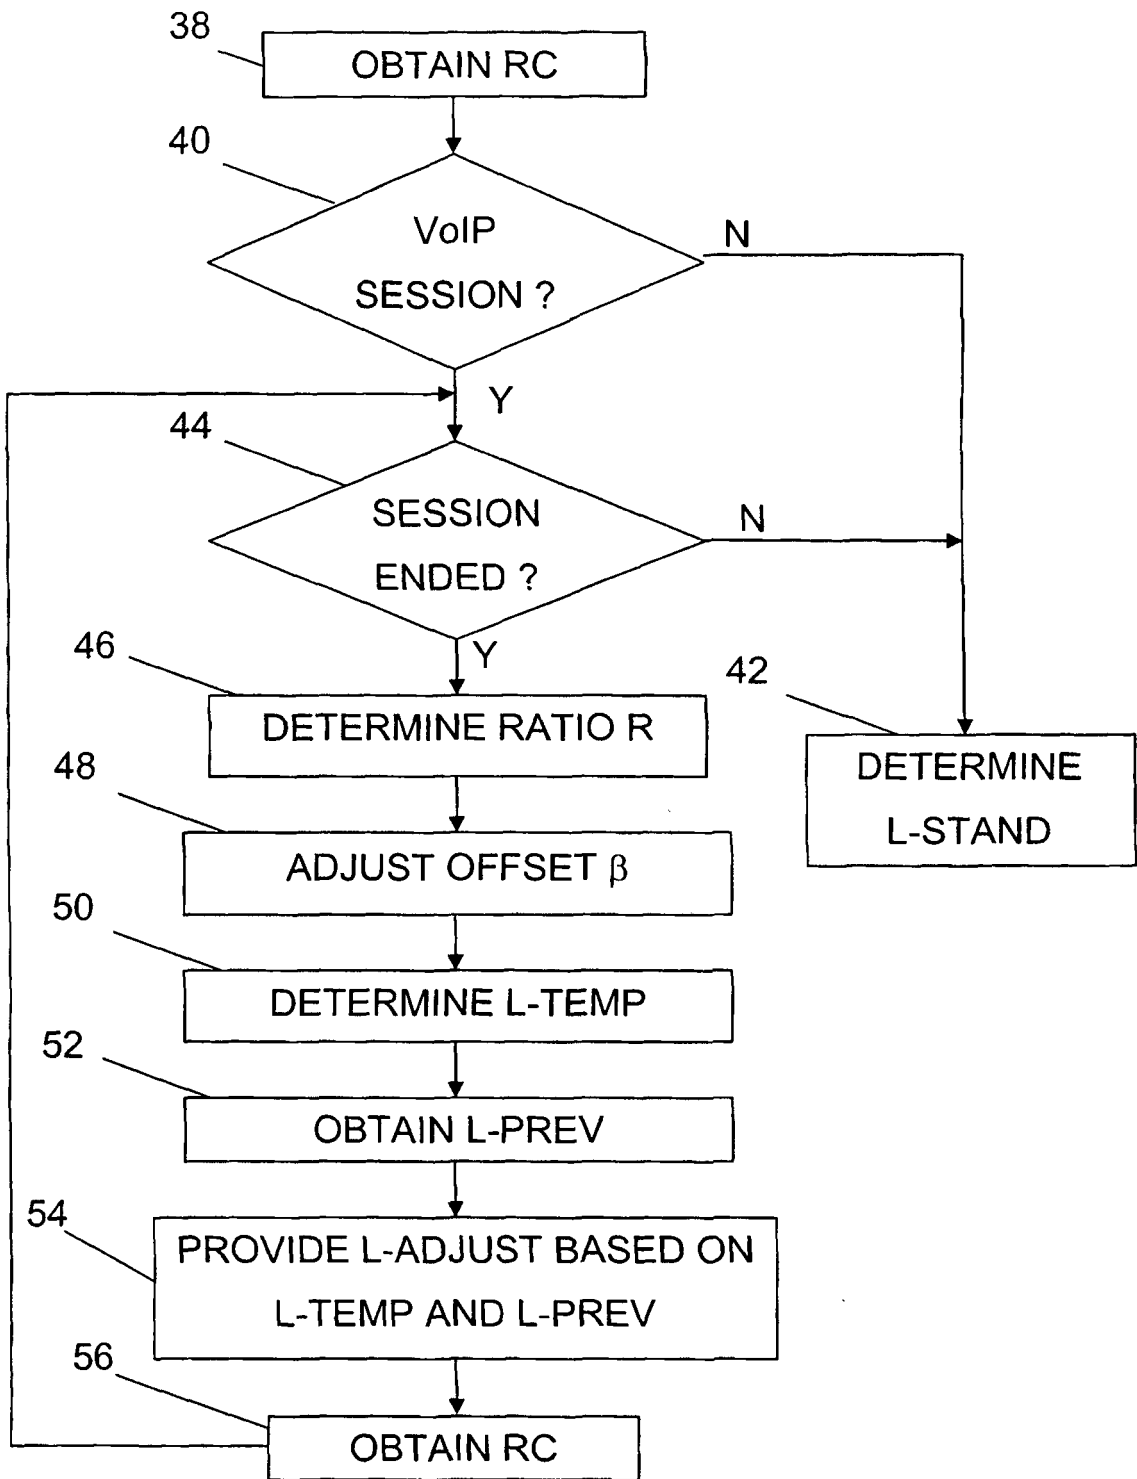 38
OBTAIN RC
40
VoIP
SESSION ?
N
Y
44
SESSION
ENDED ?
N
Y
46
DETERMINE RATIO R
42
DETERMINE
L-STAND
48
ADJUST OFFSET β
50
DETERMINE L-TEMP
52
OBTAIN L-PREV
54
PROVIDE L-ADJUST BASED ON
L-TEMP AND L-PREV
56
OBTAIN RC